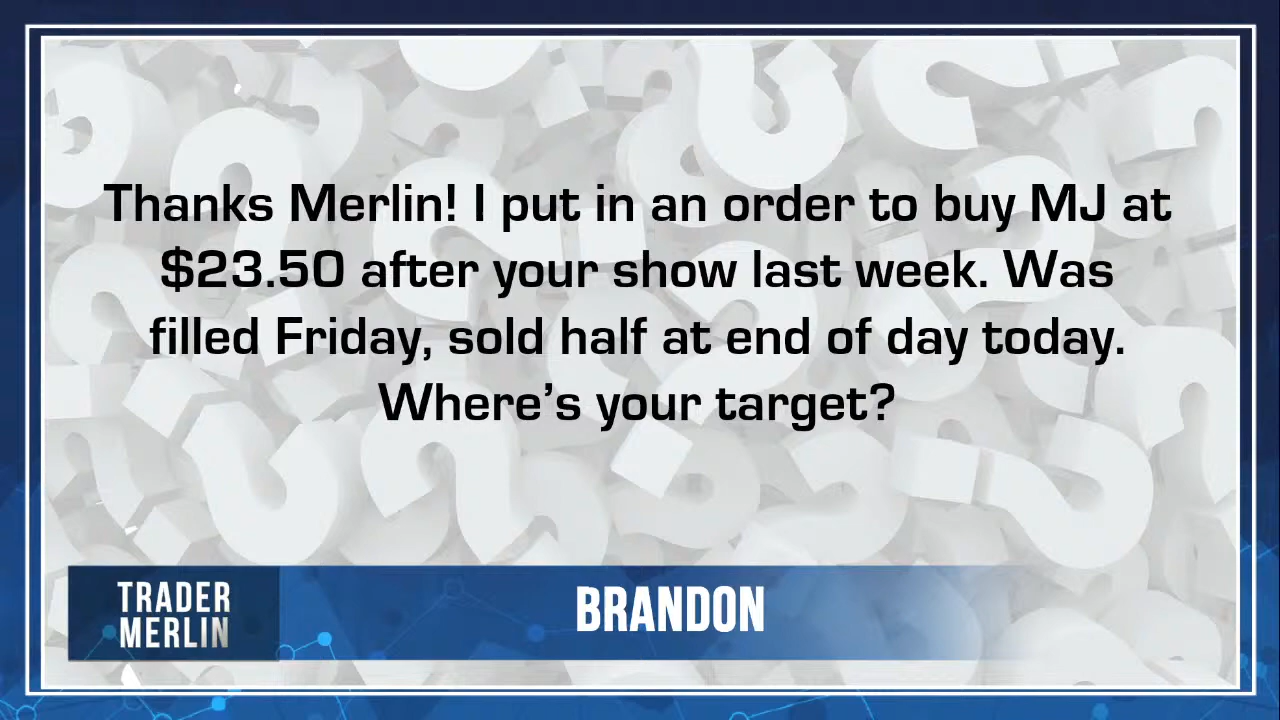 Thanks Merlin! I put in an order to buy MJ at
$23.50 after your show last week. Was
filled Friday, sold half at end of day today.
Where’s your target?
TRADER
MERLIN
BRANDON